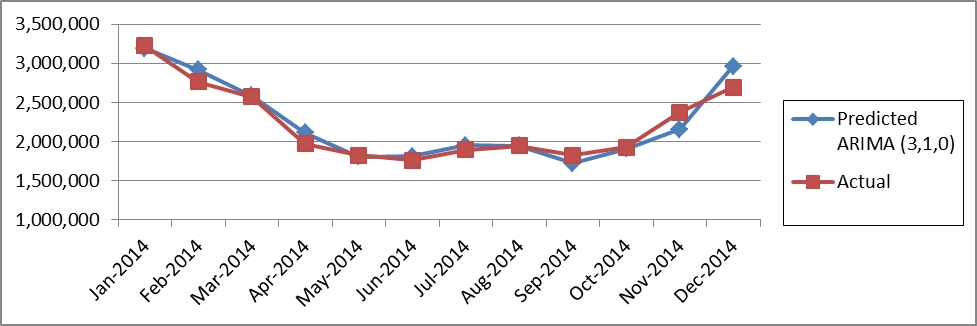 3,500,000
3,000,000
2,500,000
2,000,000
1,500,000
1,000,000
Jan-2014
Feb-2014
Mar-2014
Apr-2014
May-2014
Jun-2014
Jul-2014
Aug-2014
Sep-2014
Oct-2014
Nov-2014
Dec-2014
Predicted
ARIMA (3,1,0)
Actual